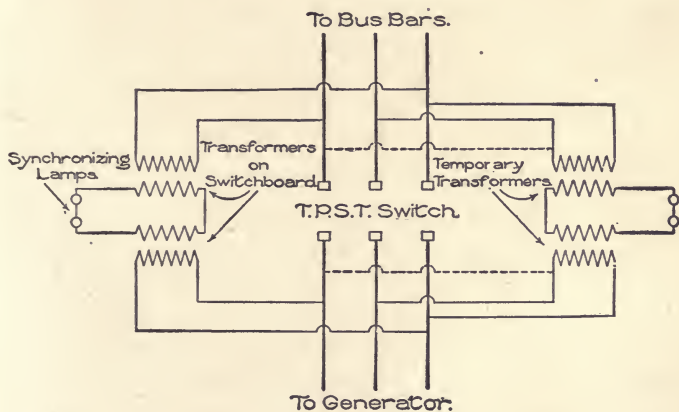 To Bus Bars.
Synchronizing
Lamps.
Transformers
on
Switchboard
Temporary
Transformers
T.P.S.T. Switch.
To Generator.